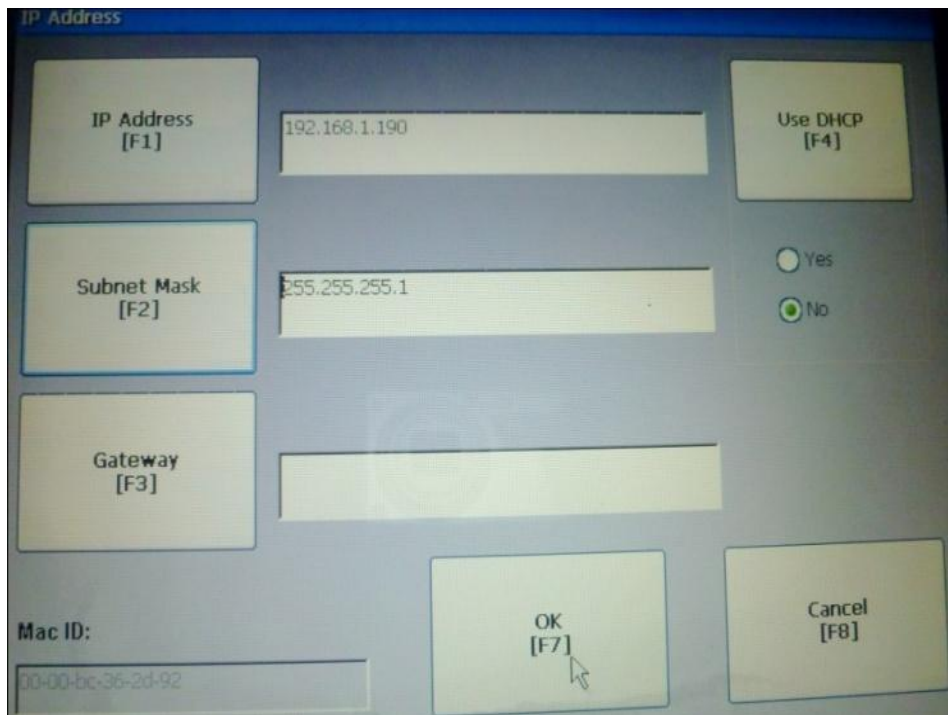 IP Address
IP Address
[F1]
192.168.1.190
Use DHCP
[F4]
Subnet Mask
[F2]
255.255.255.1
Yes
No
Gateway
[F3]
Mac ID:
00-00-bc-36-2d-92
OK
[F7]
Cancel
[F8]